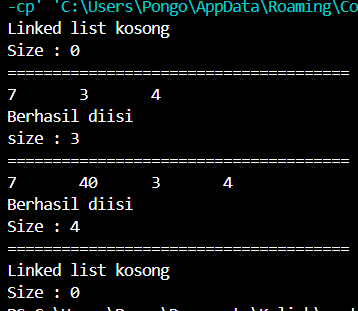 -cp' 'C:\Users\Pongo\AppData\Roaming\Co
Linked list kosong
Size : 0
======================================
7 3 4
Berhasil diisi
size : 3
======================================
7 40 3 4
Berhasil diisi
Size : 4
======================================
Linked list kosong
Size : 0